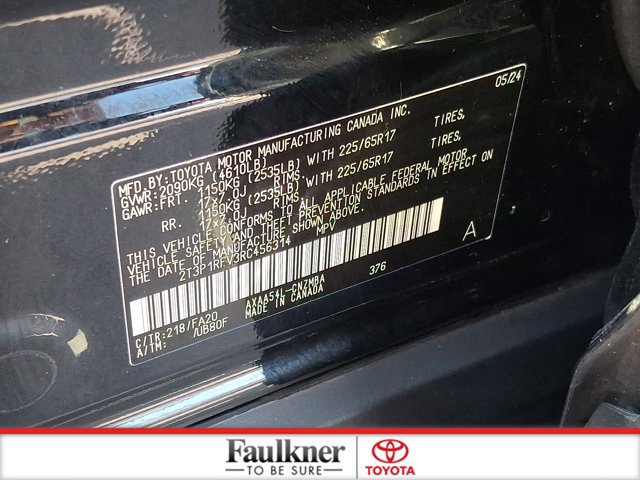 05/24
MFD.BY:TOYOTA MOTOR MANUFACTURING CANADA INC.
GVWR:2090KG (4610LB)
GAWR:FRT. 1150KG (2535LB) WITH 225/65R17 TIRES,
17x7.0J RIMS
RR. 1150KG (2535LB) WITH 225/65R17 TIRES,
17x7.0J RIMS
THIS VEHICLE CONFORMS TO ALL APPLICABLE FEDERAL MOTOR
VEHICLE SAFETY AND THEFT PREVENTION STANDARDS IN EFFECT ON
THE DATE OF MANUFACTURE SHOWN ABOVE.
2T3P1RFV3RC456314 MPV
A
C/TR:218/FA20 AXAA54L-CNZMBA 376
A/TM: /UB80F MADE IN CANADA
Faulkner
TO BE SURE
TOYOTA